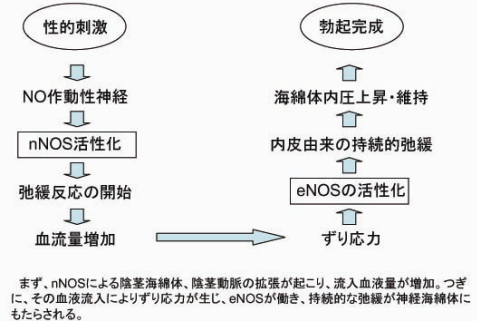 性的刺激
NO作動性神経
nNOS活性化
弛緩反応の開始
血流量増加
ずり応力
eNOSの活性化
内皮由来の持続的弛緩
海綿体内圧上昇・維持
勃起完成
まず、nNOSによる陰茎海綿体、陰茎動脈の拡張が起こり、流入血液量が増加。つぎ
に、その血液流入によりずり応力が生じ、eNOSが働き、持続的な弛緩が神経海綿体に
もたらされる。